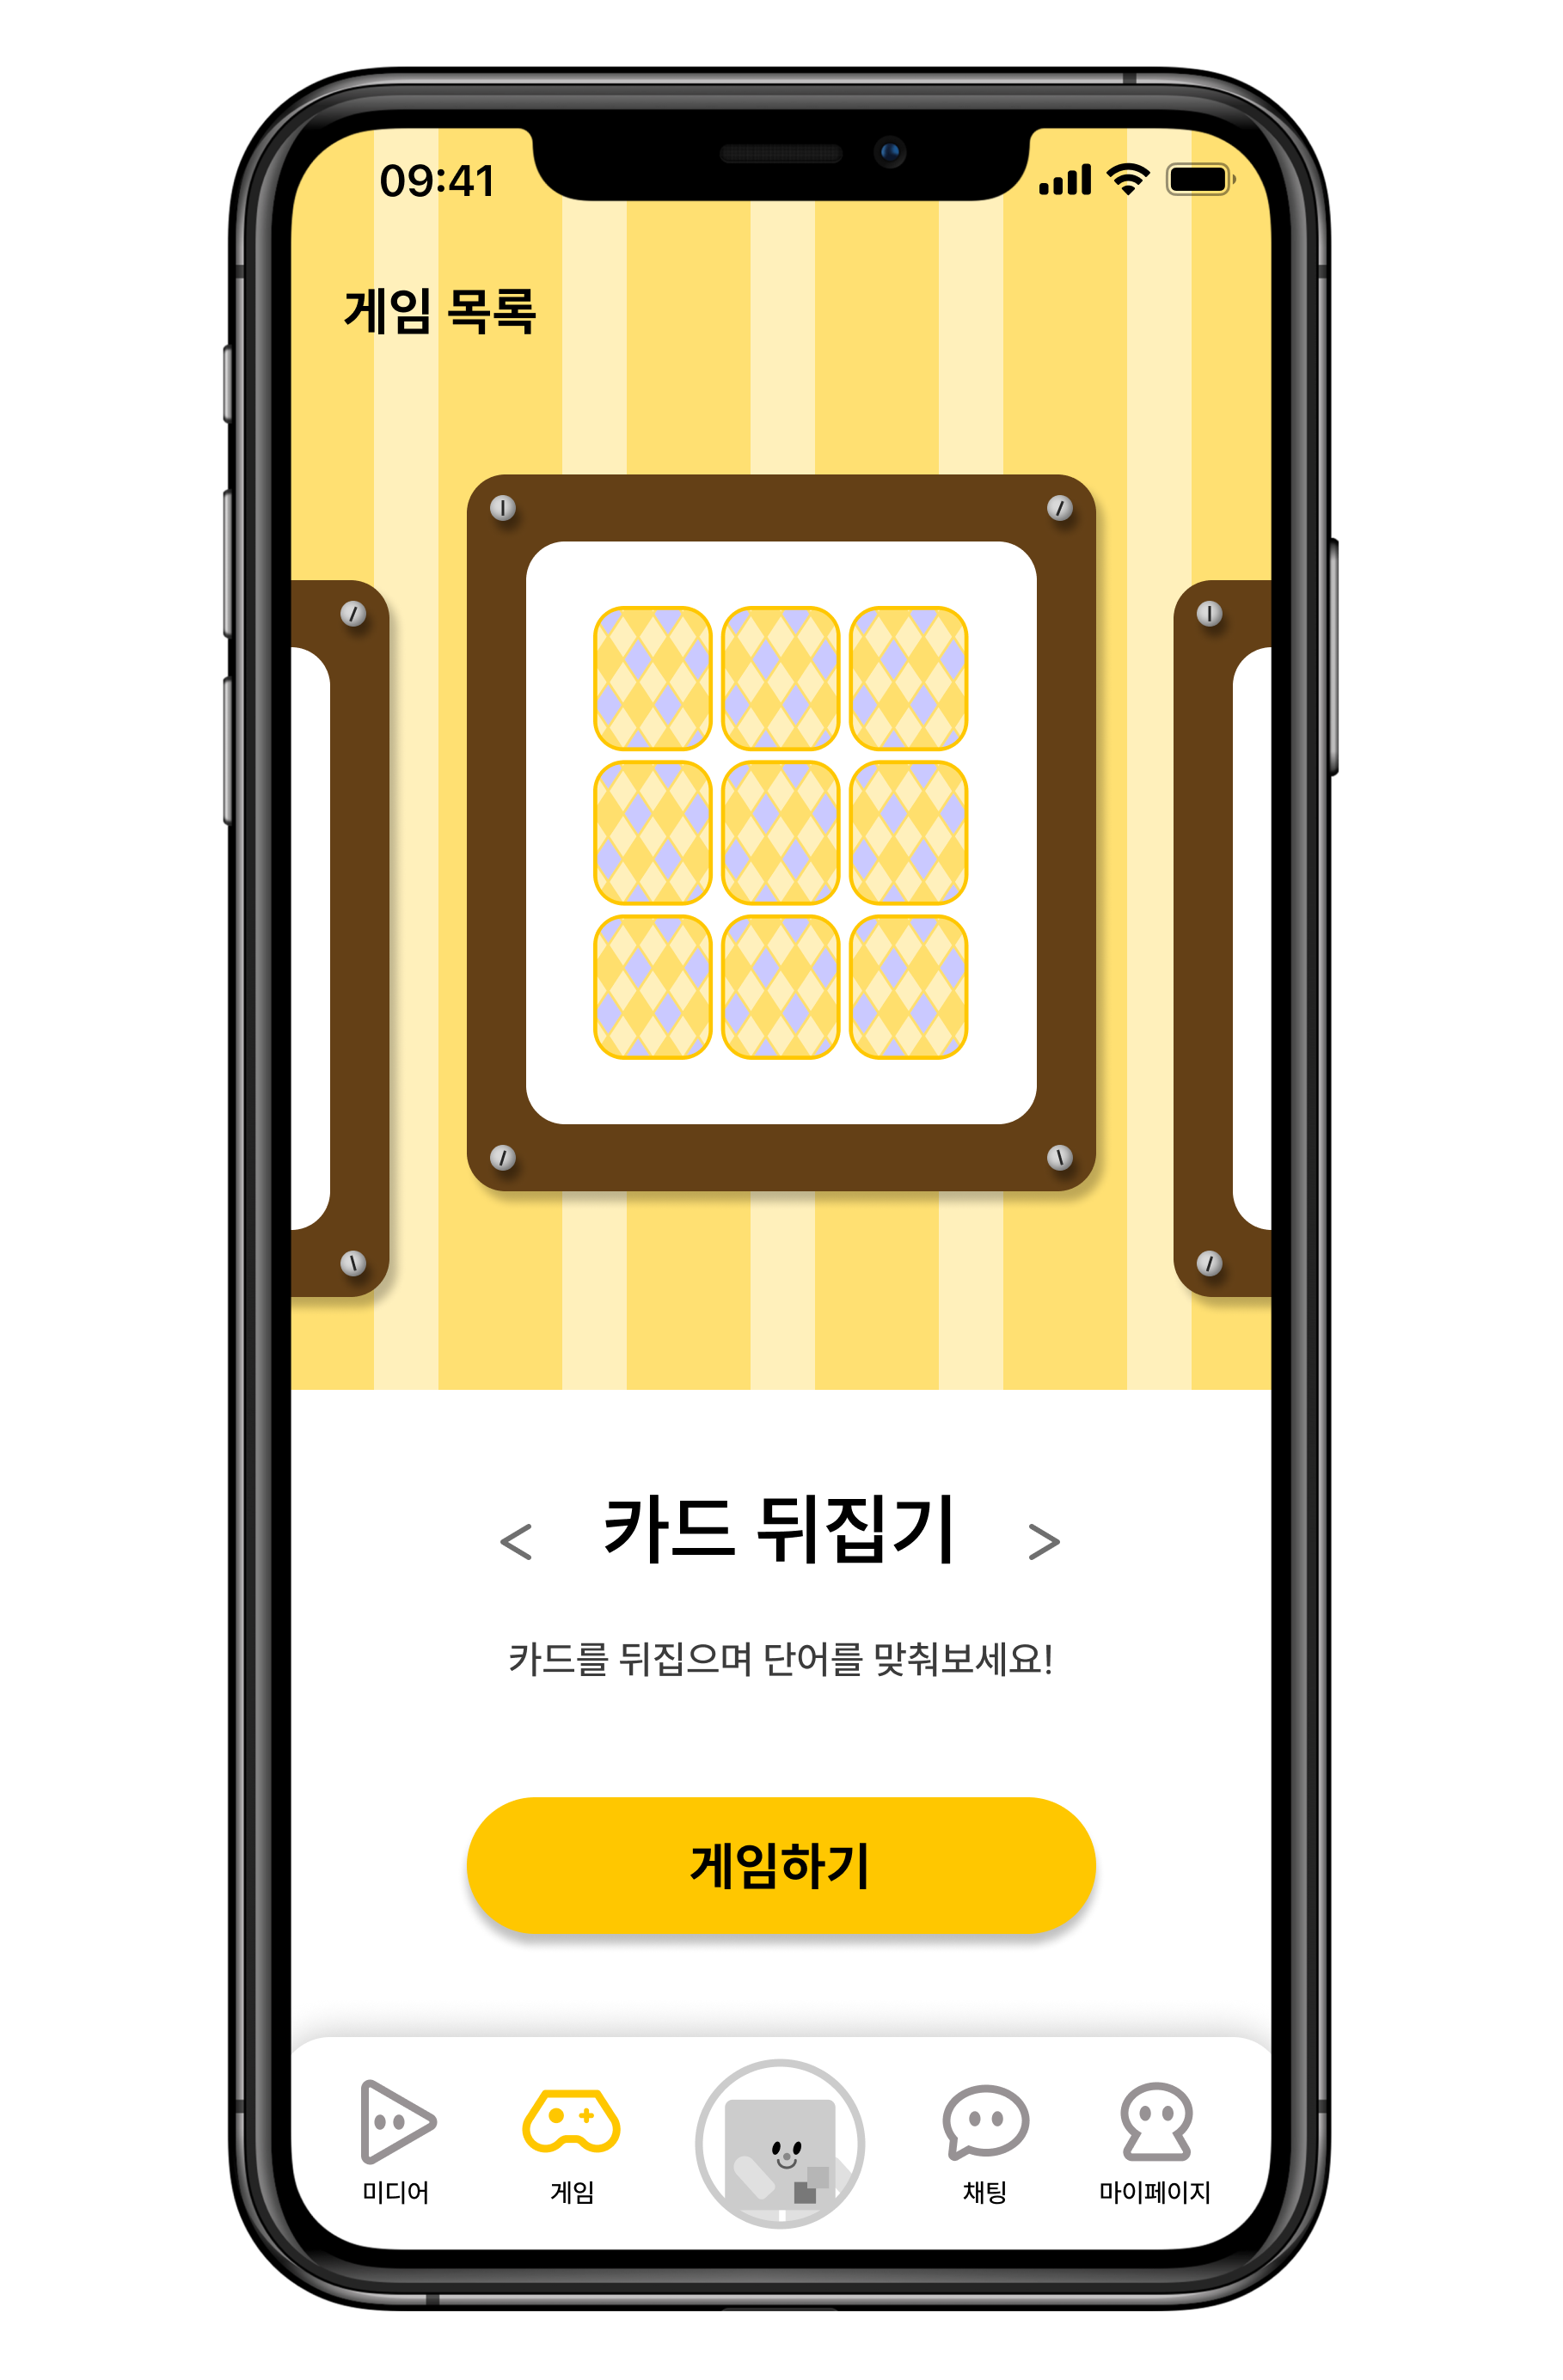 09:41
게임 목록
< 카드 뒤집기 >
카드를 뒤집으며 단어를 맞춰보세요!
게임하기
미디어 게임 채팅 마이페이지